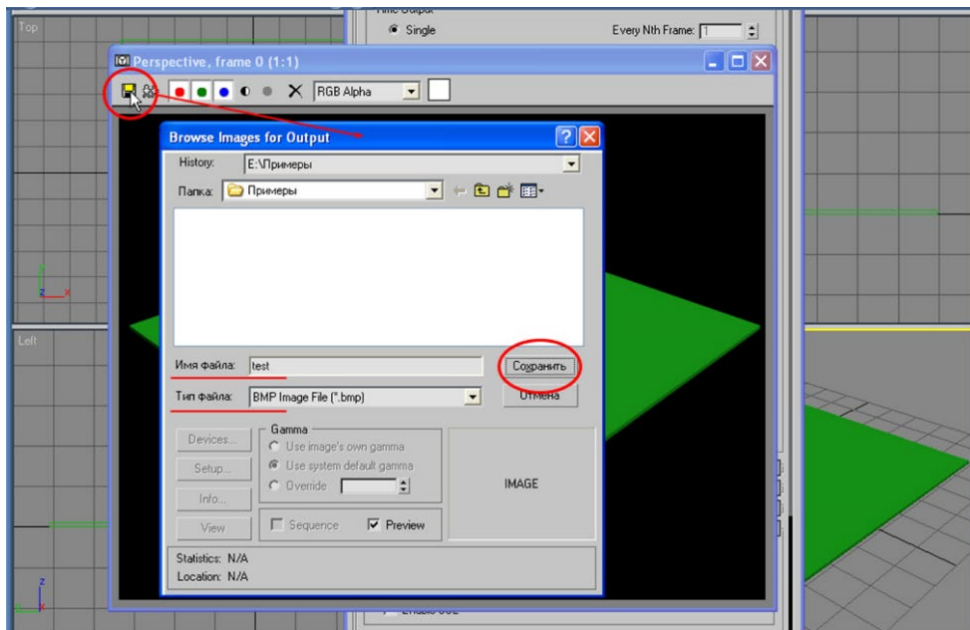 Top
Time Output
Single
Every Nth Frame: 1
Perspective, frame 0 (1:1)
RGB Alpha
Browse Images for Output
History: E:\Примеры
Папка: Примеры
Имя файла: test
Сохранить
Тип файла: BMP Image File (*.bmp)
Отмена
Left
Devices...
Setup...
Info...
View
Gamma
Use image's own gamma
Use system default gamma
Override
Sequence
Preview
IMAGE
Statistics: N/A
Location: N/A
z
x
z